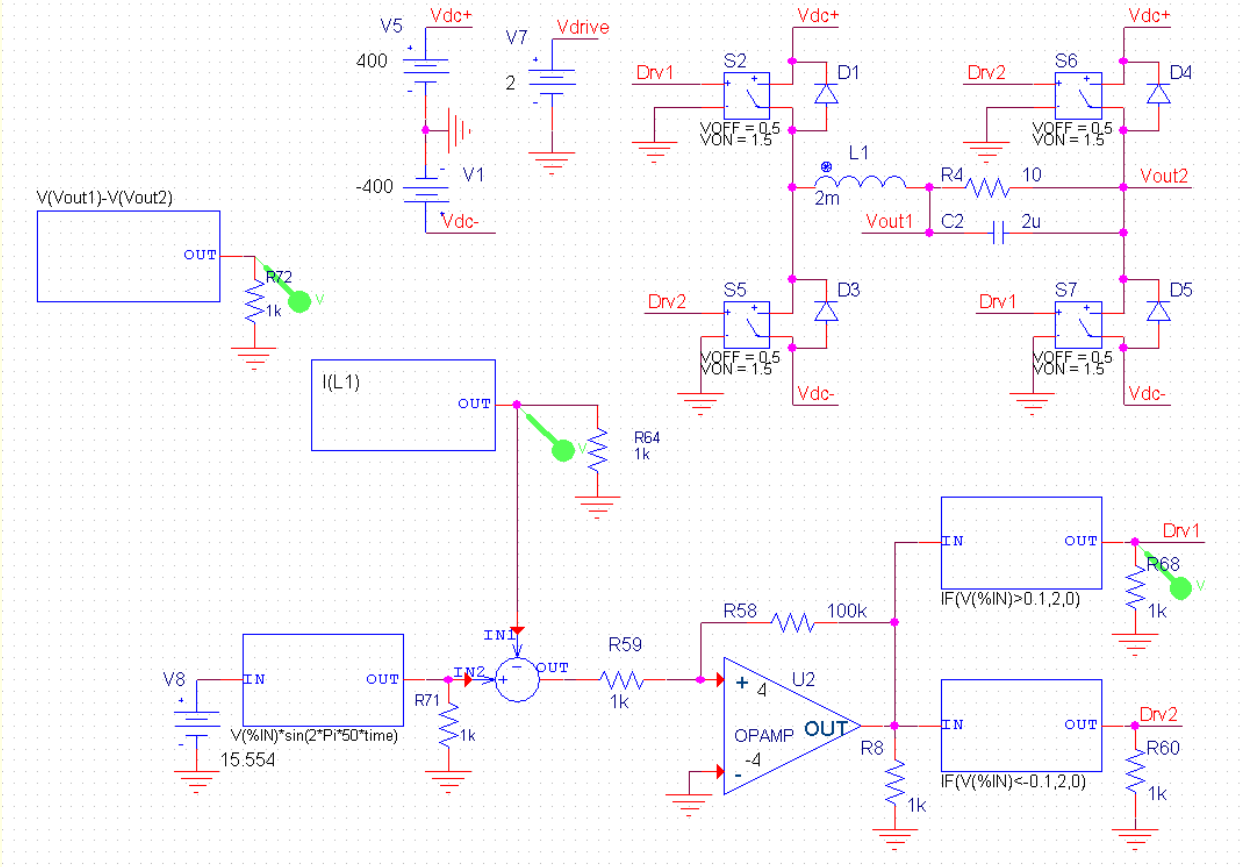 V5
Vdc+
400
+
-
V7
Vdrive
2
+
-
-
V1
-400
+
Vdc-
Vdc+
Drv1
S2
D1
+
-
+
-
VOFF = 0.5
VON = 1.5
Vdc+
Drv2
S6
D4
+
-
+
-
VOFF = 0.5
VON = 1.5
L1
2m
R4
10
Vout2
Vout1
C2
2u
Drv2
S5
D3
+
-
+
-
VOFF = 0.5
VON = 1.5
Vdc-
Drv1
S7
D5
+
-
+
-
VOFF = 0.5
VON = 1.5
Vdc-
V(Vout1)-V(Vout2)
OUT
R72
1k
V
I(L1)
OUT
V
R64
1k
V8
+
-
15.554
IN
OUT
V(%IN)*sin(2*Pi*50*time)
R71
1k
IN1
IN2
-
+
OUT
R59
1k
R58
100k
U2
+
4
OPAMP
OUT
-4
-
R8
1k
IN
OUT
IF(V(%IN)>0.1,2,0)
Drv1
R68
1k
V
IN
OUT
IF(V(%IN)<-0.1,2,0)
Drv2
R60
1k